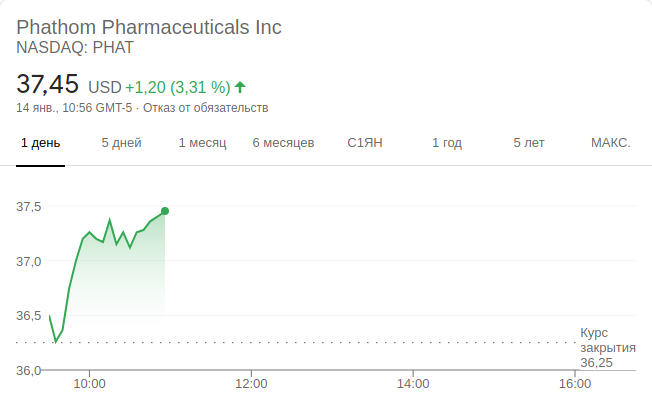 Phathom Pharmaceuticals Inc
NASDAQ: PHAT
37,45 USD +1,20 (3,31 %)
14 янв., 10:56 GMT-5 · Отказ от обязательств
1 день 5 дней 1 месяц 6 месяцев С1ЯН 1 год 5 лет МАКС.
37,5
37,0
36,5
Курс
закрытия
36,25
36,0
10:00 12:00 14:00 16:00